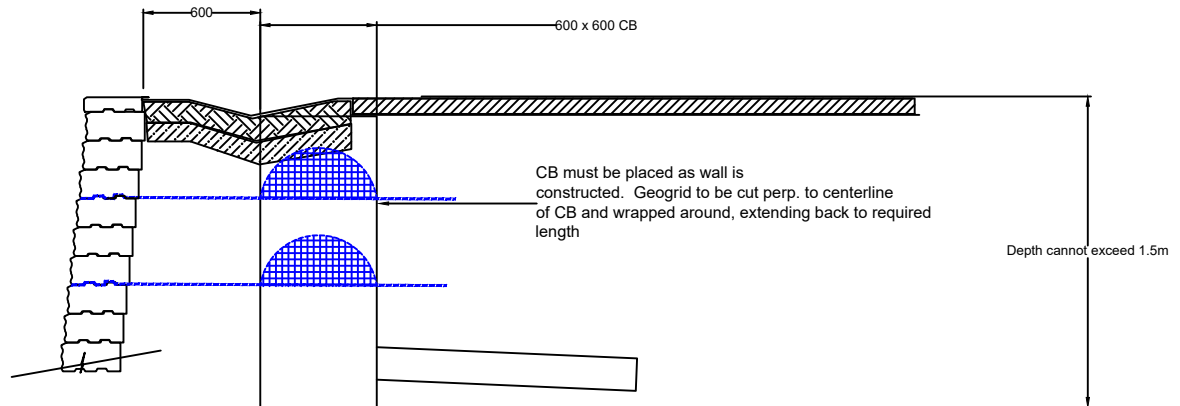 600
600 x 600 CB
CB must be placed as wall is
constructed. Geogrid to be cut perp. to centerline
of CB and wrapped around, extending back to required
length
Depth cannot exceed 1.5m